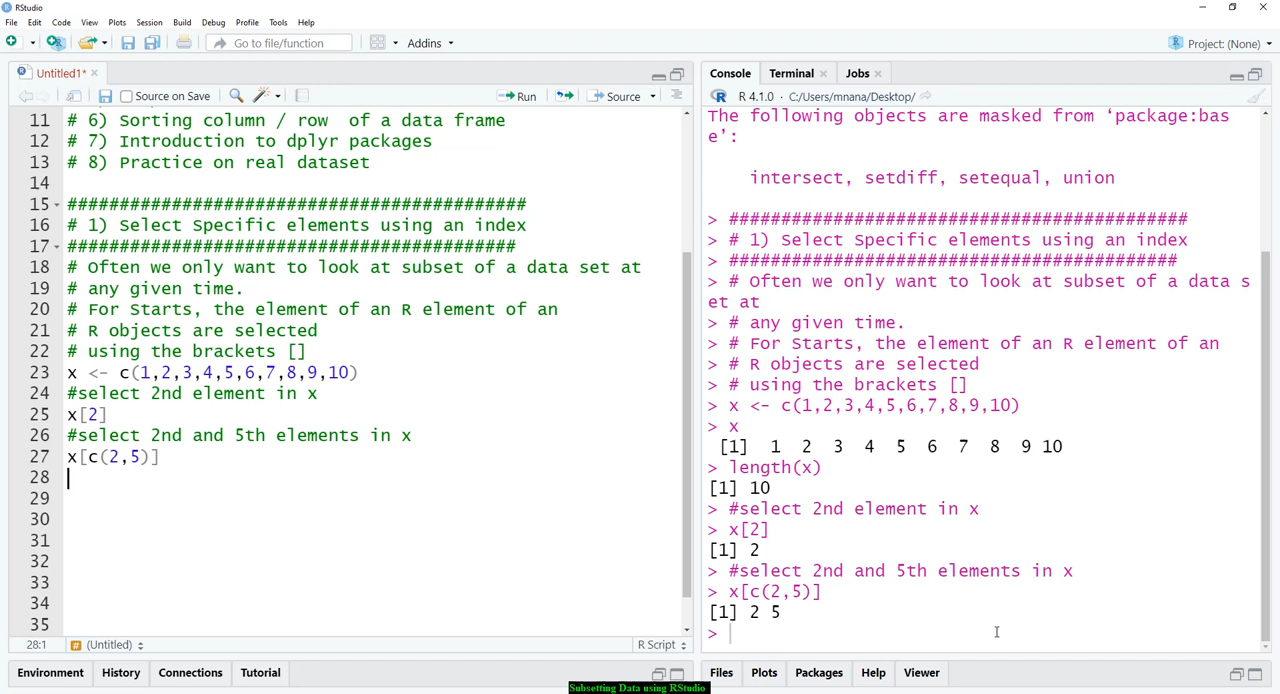 RStudio
File Edit Code View Plots Session Build Debug Profile Tools Help
Go to file/function Addins Project: (None)
Untitled1*
Source on Save Run Source
11 # 6) Sorting column / row  of a data frame
12 # 7) Introduction to dplyr packages
13 # 8) Practice on real dataset
14
15 ############################################
16 # 1) Select Specific elements using an index
17 ###########################################
18 # Often we only want to look at subset of a data set at
19 # any given time.
20 # For Starts, the element of an R element of an
21 # R objects are selected
22 # using the brackets []
23 x <- c(1,2,3,4,5,6,7,8,9,10)
24 #select 2nd element in x
25 x[2]
26 #select 2nd and 5th elements in x
27 x[c(2,5)]
28
29
30
31
32
33
34
35
28:1 (Untitled) R Script
Environment History Connections Tutorial
Console Terminal Jobs
R 4.1.0 · C:/Users/mnana/Desktop/
The following objects are masked from ‘package:bas
e’:
intersect, setdiff, setequal, union
> ############################################
> # 1) Select Specific elements using an index
> ###########################################
> # Often we only want to look at subset of a data s
et at
> # any given time.
> # For Starts, the element of an R element of an
> # R objects are selected
> # using the brackets []
> x <- c(1,2,3,4,5,6,7,8,9,10)
> x
[1]  1  2  3  4  5  6  7  8  9 10
> length(x)
[1] 10
> #select 2nd element in x
> x[2]
[1] 2
> #select 2nd and 5th elements in x
> x[c(2,5)]
[1] 2 5
>
Files Plots Packages Help Viewer
Subsetting Data using RStudio